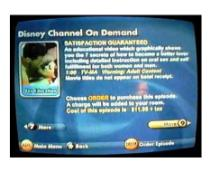 Disney Channel On Demand
SATISFACTION GUARANTEED
An educational video which graphically shows
you the 7 secrets of how to become a better lover
including detailed instruction on oral sex and self
fulfillment for both women and men.
1:00 TV-MA Warning: Adult Content
Movie titles do not appear on hotel receipt.
Choose ORDER to purchase this episode.
A charge will be added to your room.
Cost of this episode is $11.99 + tax
More
More
Main Menu
Back
Order Episode